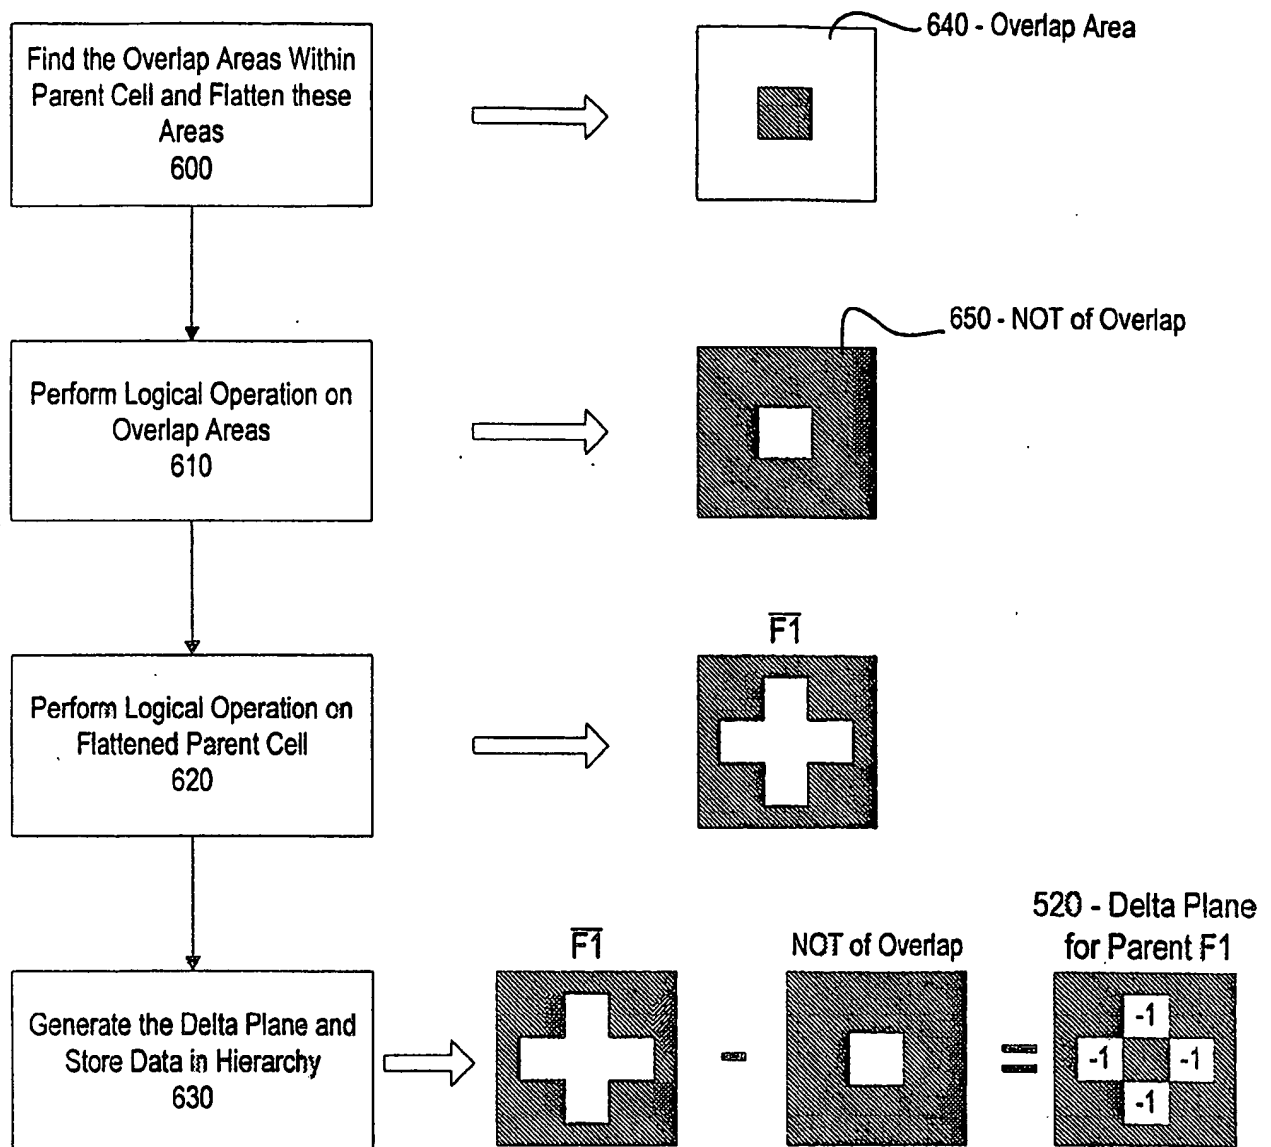 Find the Overlap Areas Within
Parent Cell and Flatten these
Areas
600
640 - Overlap Area
Perform Logical Operation on
Overlap Areas
610
650 - NOT of Overlap
Perform Logical Operation on
Flattened Parent Cell
620
F̅1̅
Generate the Delta Plane and
Store Data in Hierarchy
630
F̅1̅
-
NOT of Overlap
=
520 - Delta Plane
for Parent F1
-1
-1
-1
-1